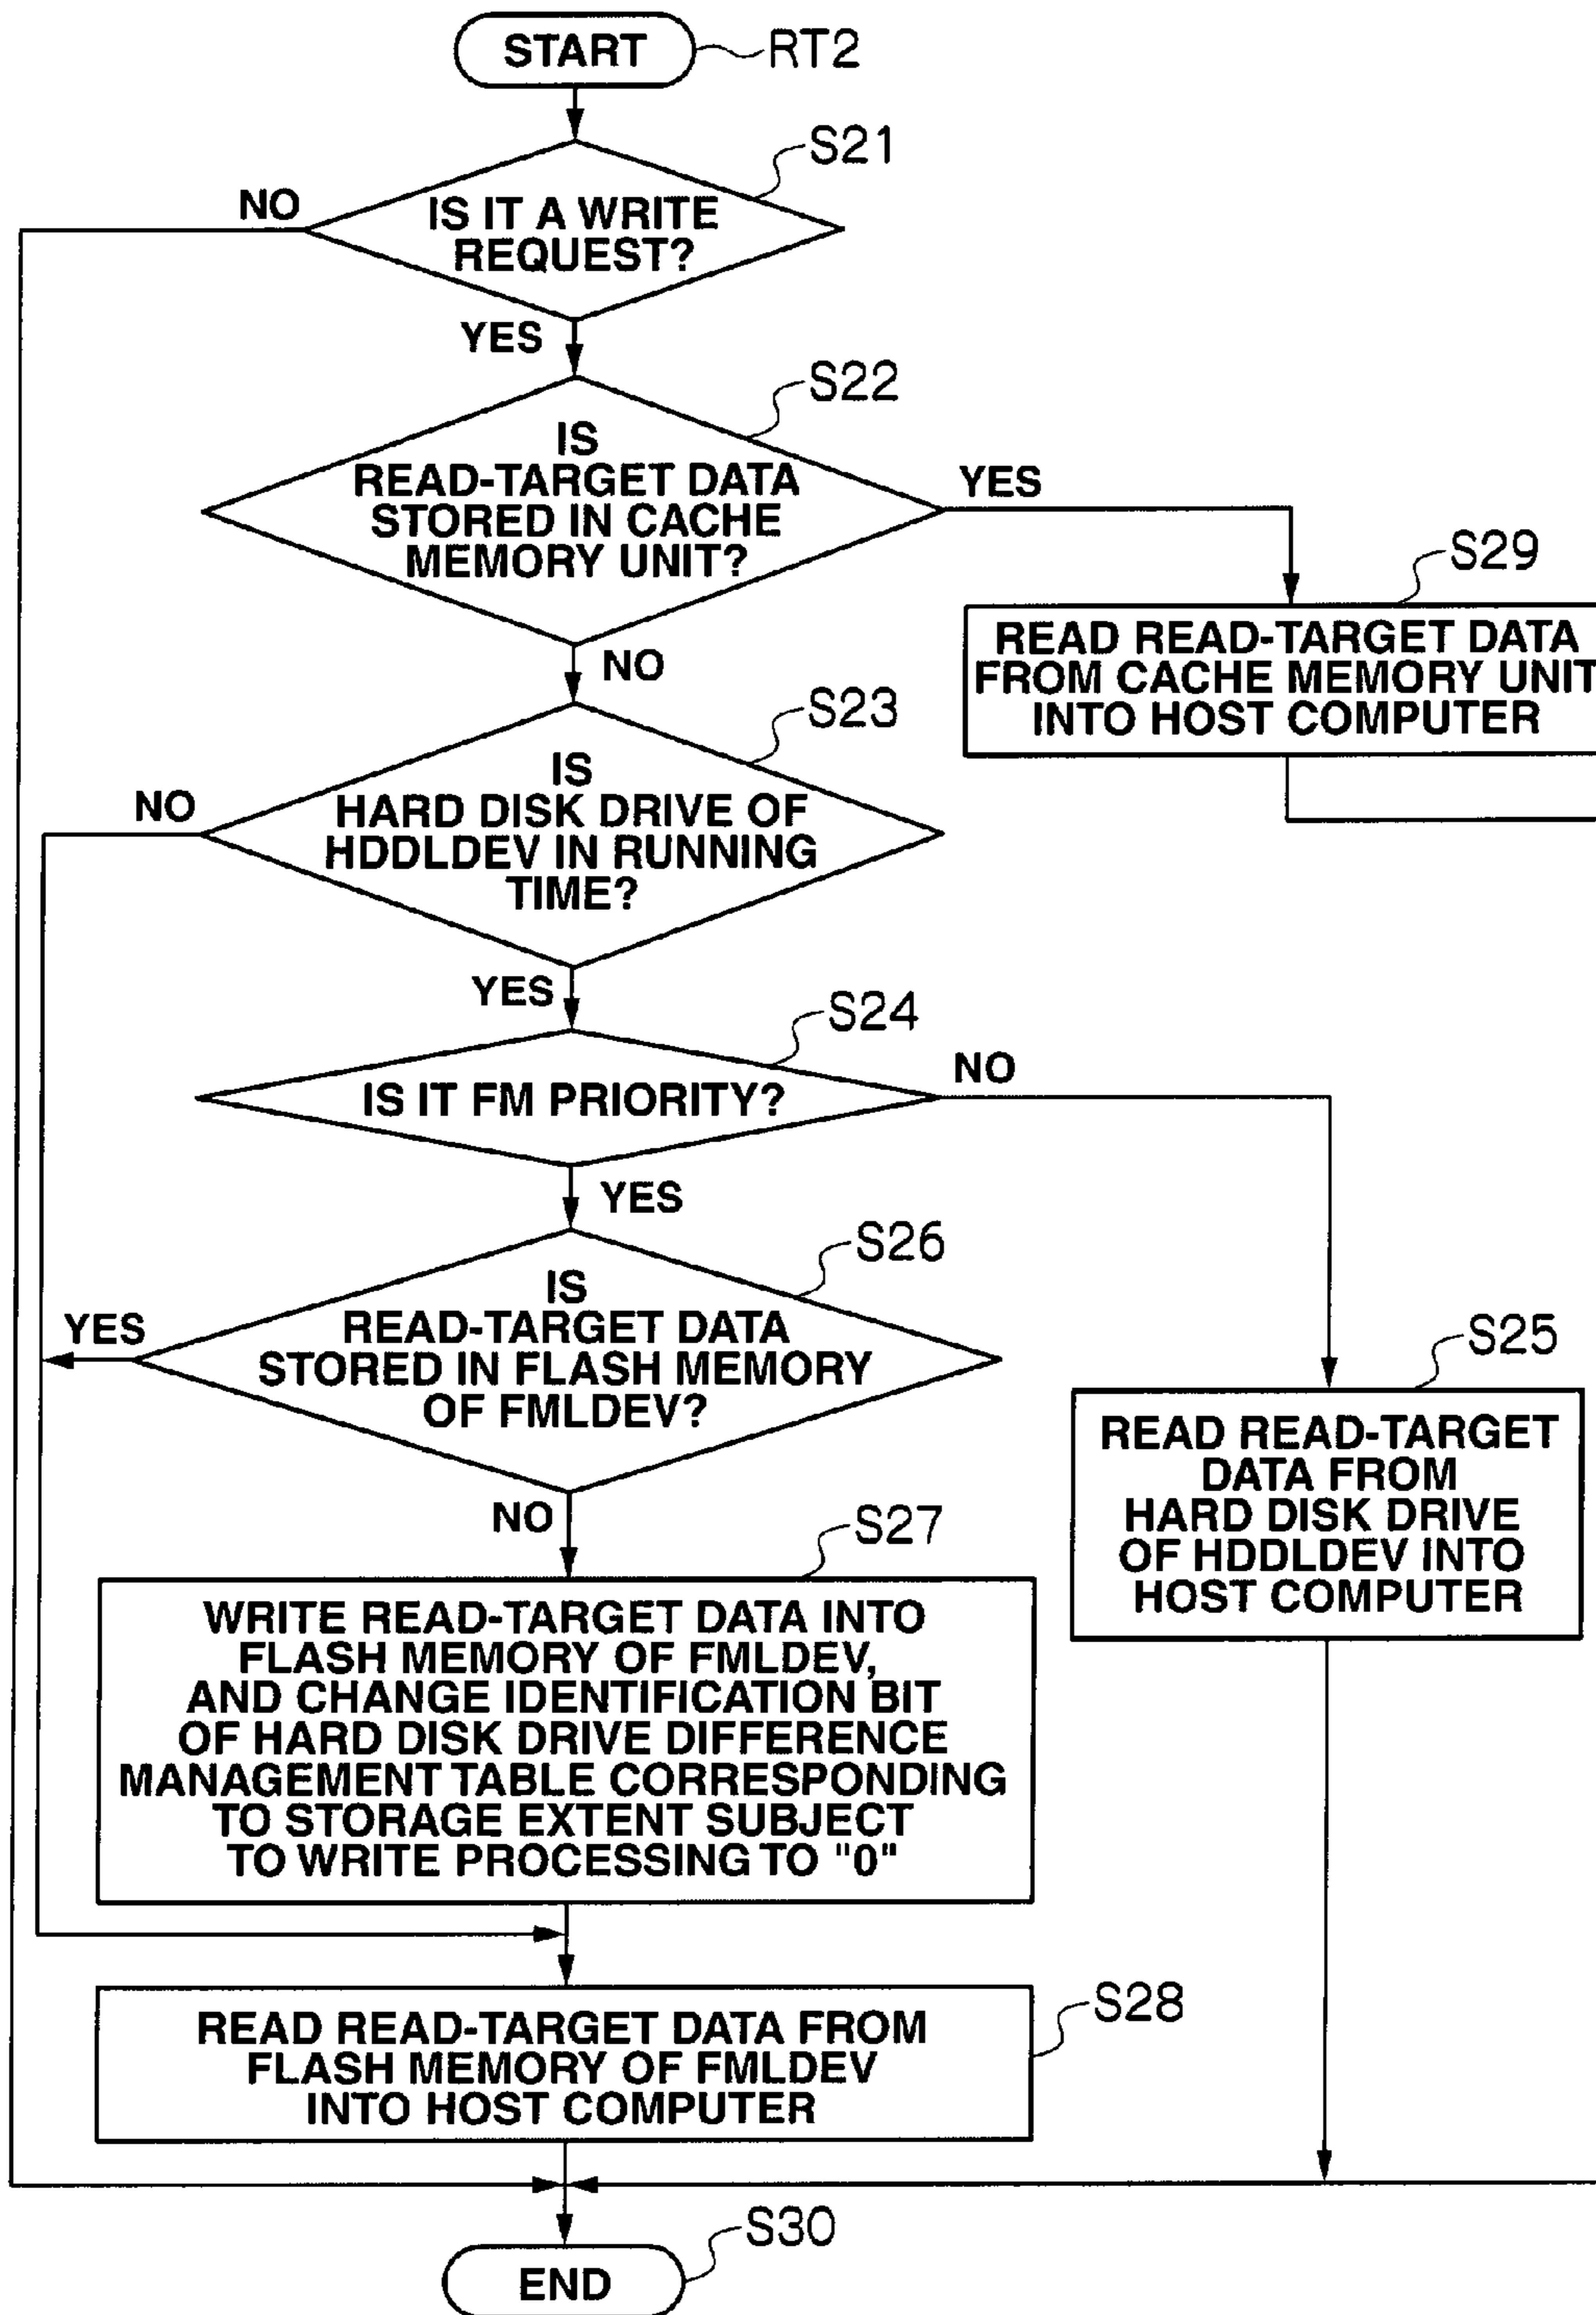 START
RT2
S21
NO
IS IT A WRITE
REQUEST?
YES
S22
IS
READ-TARGET DATA
STORED IN CACHE
MEMORY UNIT?
YES
S29
READ READ-TARGET DATA
FROM CACHE MEMORY UNIT
INTO HOST COMPUTER
NO
S23
IS
HARD DISK DRIVE OF
HDDLDEV IN RUNNING
TIME?
NO
YES
S24
IS IT FM PRIORITY?
NO
YES
S26
IS
READ-TARGET DATA
STORED IN FLASH MEMORY
OF FMLDEV?
YES
S25
READ READ-TARGET
DATA FROM
HARD DISK DRIVE
OF HDDLDEV INTO
HOST COMPUTER
NO
S27
WRITE READ-TARGET DATA INTO
FLASH MEMORY OF FMLDEV,
AND CHANGE IDENTIFICATION BIT
OF HARD DISK DRIVE DIFFERENCE
MANAGEMENT TABLE CORRESPONDING
TO STORAGE EXTENT SUBJECT
TO WRITE PROCESSING TO "0"
S28
READ READ-TARGET DATA FROM
FLASH MEMORY OF FMLDEV
INTO HOST COMPUTER
S30
END